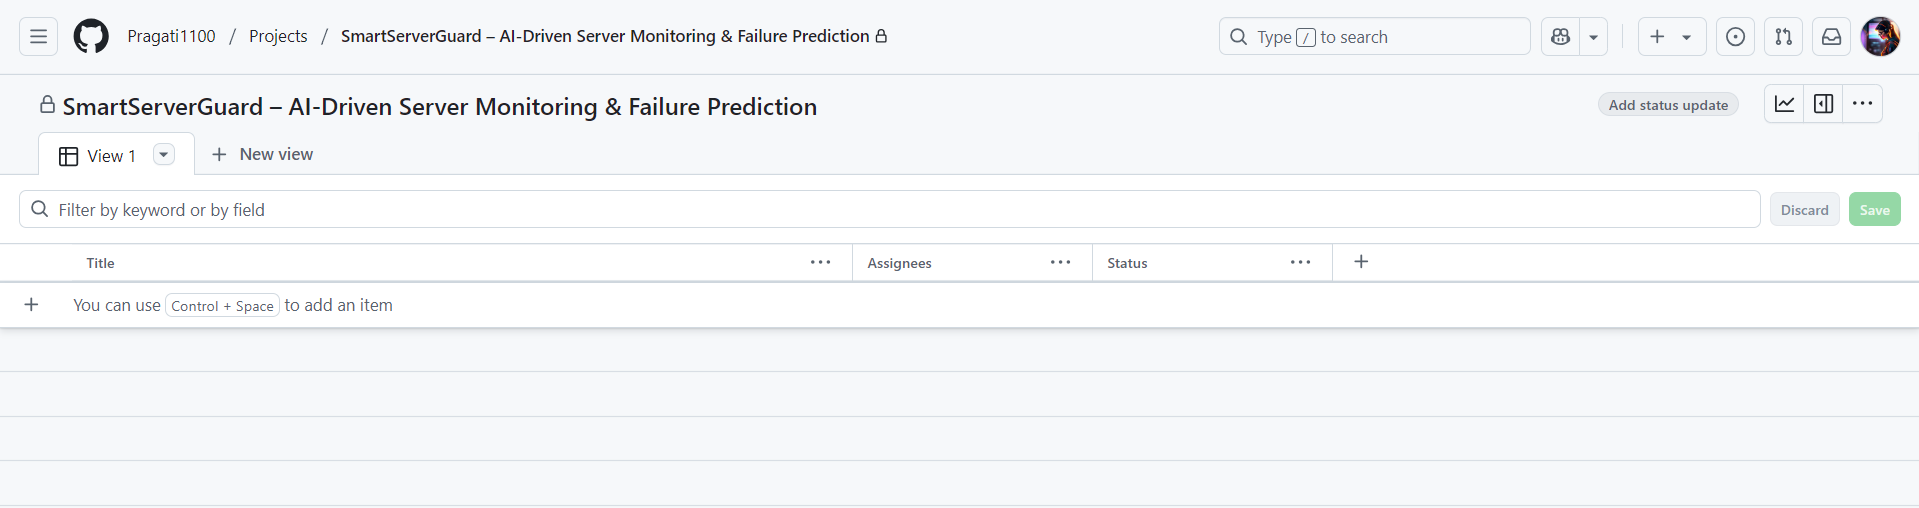 Pragati1100 / Projects / SmartServerGuard – AI-Driven Server Monitoring & Failure Prediction
Type / to search
SmartServerGuard – AI-Driven Server Monitoring & Failure Prediction
Add status update
View 1
New view
Filter by keyword or by field
Discard
Save
Title
Assignees
Status
You can use Control + Space to add an item